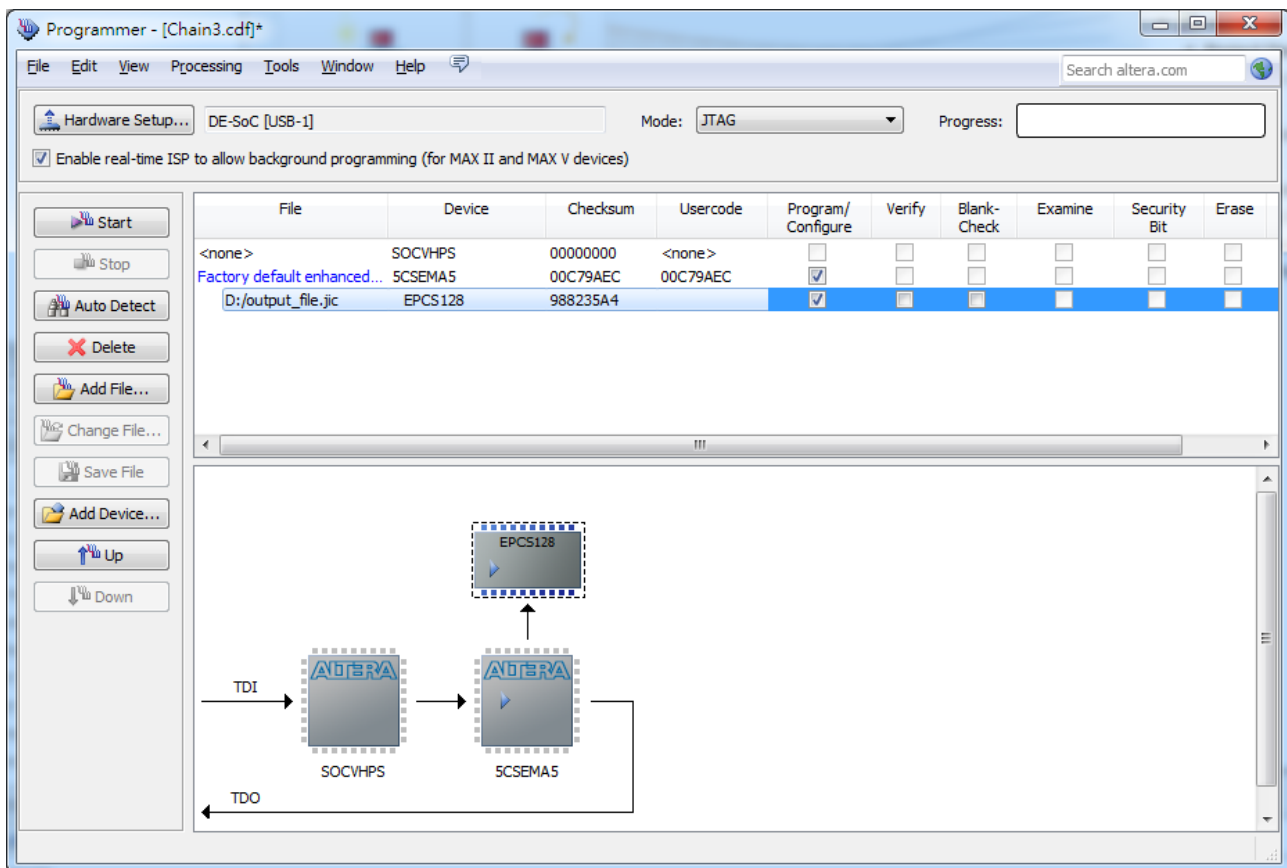 Programmer - [Chain3.cdf]*
File Edit View Processing Tools Window Help
Search altera.com
Hardware Setup... DE-SoC [USB-1] Mode: JTAG Progress:
Enable real-time ISP to allow background programming (for MAX II and MAX V devices)
Start
Stop
Auto Detect
Delete
Add File...
Change File...
Save File
Add Device...
Up
Down
File Device Checksum Usercode Program/ Verify Blank- Examine Security Erase
Configure Check Bit
<none> SOCVHPS 00000000 <none>
Factory default enhanced... 5CSEMA5 00C79AEC 00C79AEC
D:/output_file.jic EPCS128 988235A4
EPCS128
ALTERA ALTERA
TDI
SOCVHPS 5CSEMA5
TDO